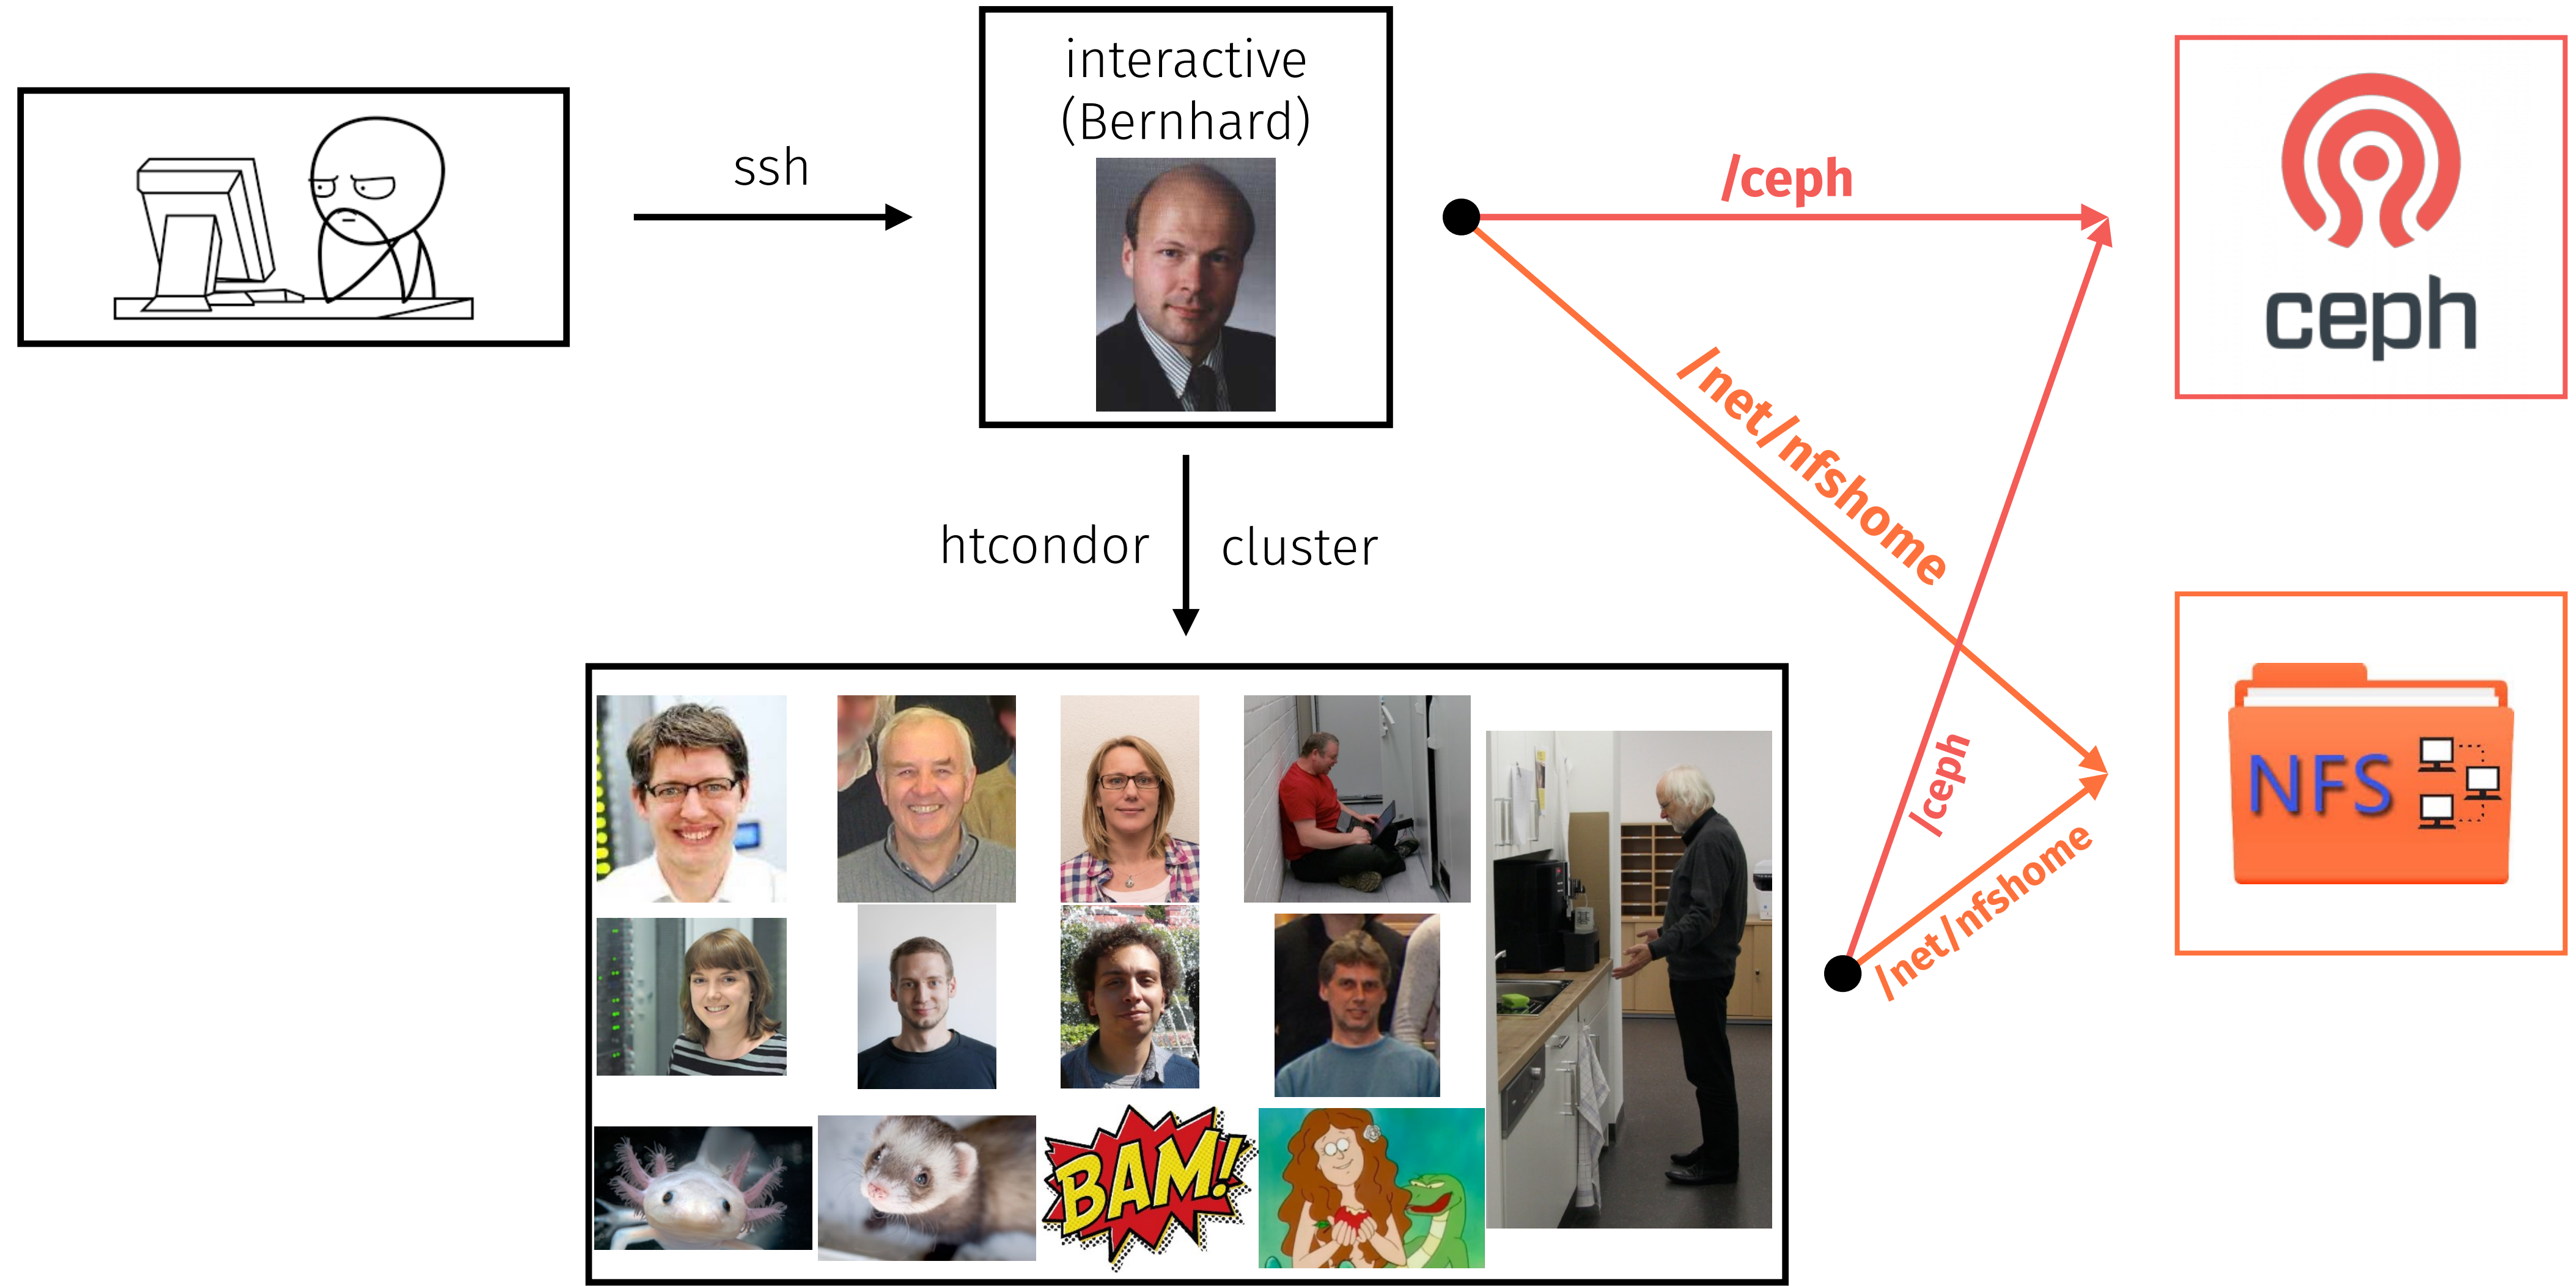 interactive
(Bernhard)
ssh
/ceph
ceph
/net/nfshome
htcondor cluster
/ceph
NFS
/net/nfshome
BAM!